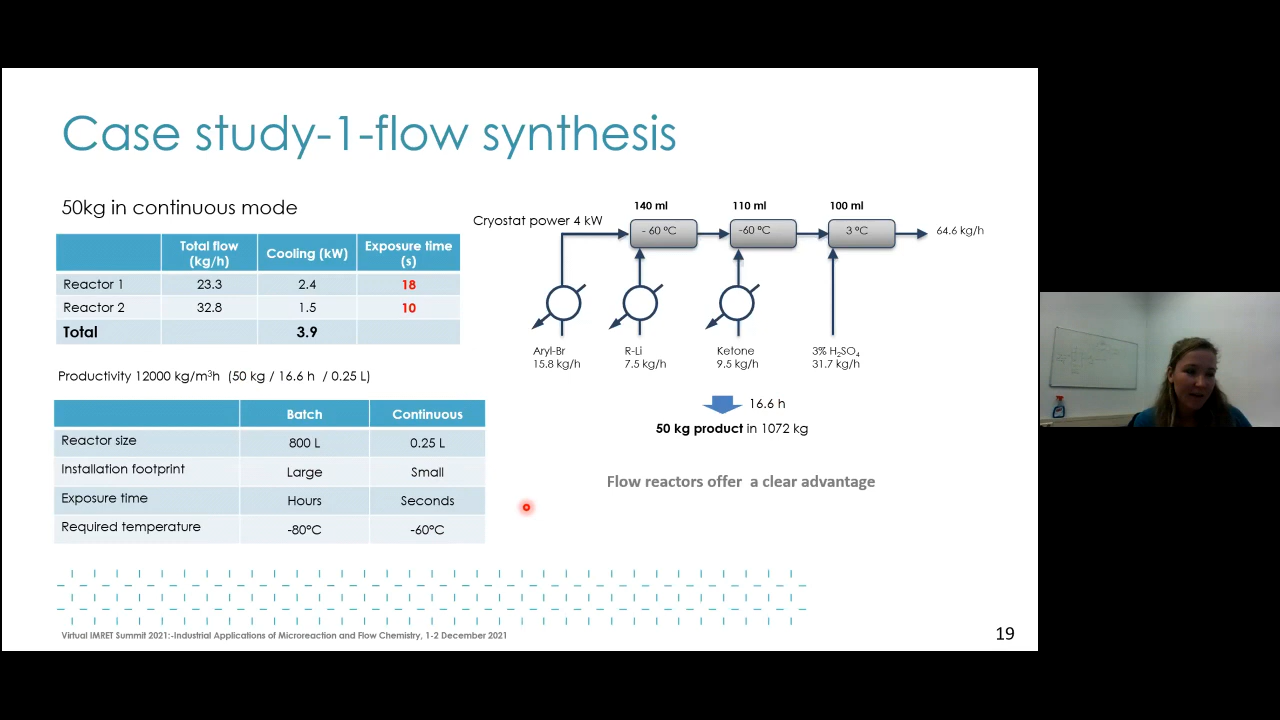 Case study-1-flow synthesis
50kg in continuous mode
Total flow (kg/h) Cooling (kW) Exposure time (s)
Reactor 1 23.3 2.4 18
Reactor 2 32.8 1.5 10
Total 3.9
Productivity 12000 kg/m³h (50 kg / 16.6 h / 0.25 L)
Batch Continuous
Reactor size 800 L 0.25 L
Installation footprint Large Small
Exposure time Hours Seconds
Required temperature -80°C -60°C
140 ml 110 ml 100 ml
Cryostat power 4 kW
- 60 ºC -60 ºC 3 ºC 64.6 kg/h
Aryl-Br R-Li Ketone 3% H₂SO₄
15.8 kg/h 7.5 kg/h 9.5 kg/h 31.7 kg/h
16.6 h
50 kg product in 1072 kg
Flow reactors offer a clear advantage
Virtual IMRET Summit 2021:-Industrial Applications of Microreaction and Flow Chemistry, 1-2 December 2021
19